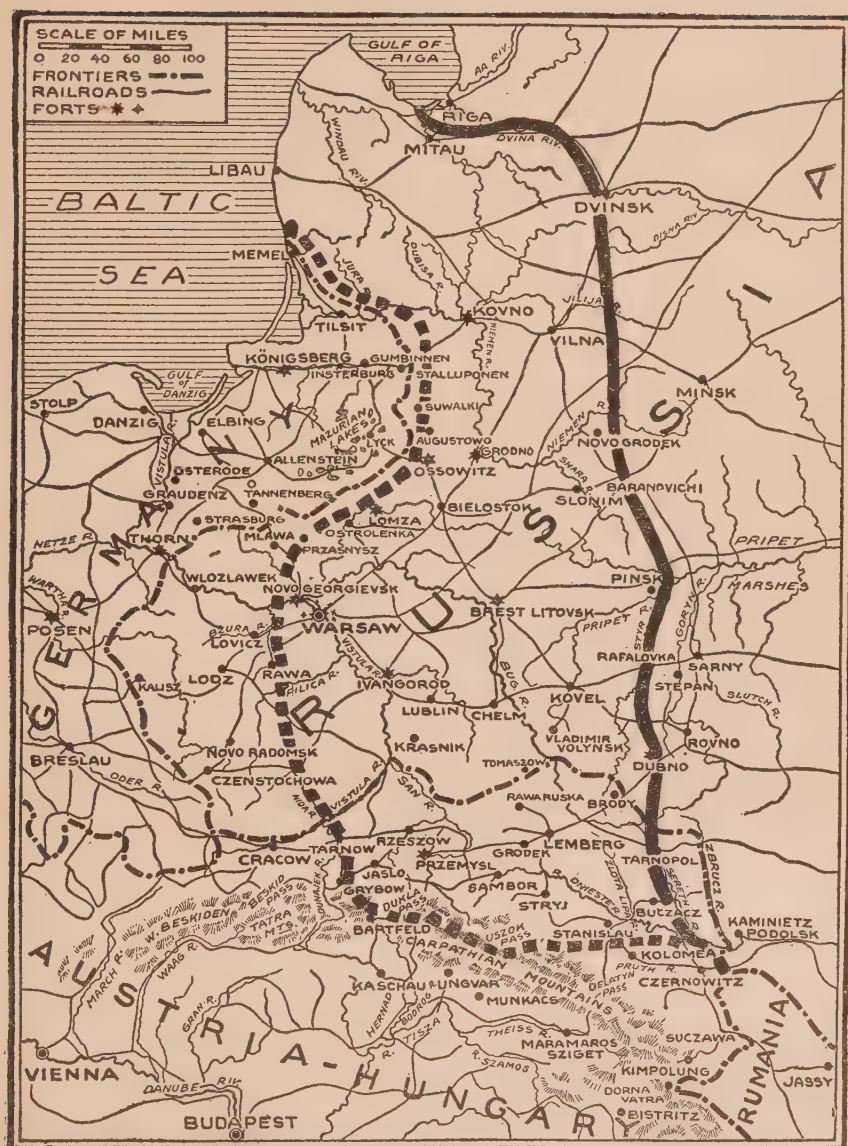 SCALE OF MILES
0 20 40 60 80 100
FRONTIERS
RAILROADS
FORTS
GULF OF
RIGA
AA RIV.
RIGA
MITAU
DVINA RIV.
WINDAU RIV.
LIBAU
BALTIC
SEA
DVINSK
DISNA RIV
MEMEL
JURA
DUBISA R.
KOVNO
JILIJA R.
TILSIT
VILNA
NIEMEN R.
KÖNIGSBERG
GUMBINNEN
INSTERBURG
STALLUPONEN
MINSK
GULF
OF
DANZIG
STOLP
DANZIG
ELBING
SUWALKI
VISTULA R.
MAZURIAN
LAKES
LYCK
AUGUSTOWO
GRODNO
NIEMEN R.
NOVO GRODEK
ALLENSTEIN
OSSOWITZ
OSTERODE
SHARA R.
SLONIM
BARANOVICHI
GRAUDENZ
TANNENBERG
STRASBURG
LOMZA
BIELOSTOK
NETZE R.
THORN
MLAWA
OSTROLENKA
PRZASNYSZ
PRIPET
MARSHES
WARTHA R.
WLOZLAWEK
NOVO GEORGIEVSK
PINSK
POSEN
BREST LITOVSK
PRIPET R.
GORYN R.
STYR R.
BZURA R.
LOVICZ
WARSAW
VISTULA R.
LODZ
RAWA
RAFALOVKA
SARNY
KALISZ
PILICA R.
IVANGOROD
BUG R.
STEPAN
SLUTCH R.
LUBLIN
CHELM
KOVEL
KRASNIK
VLADIMIR
VOLYNSK
ROVNO
BRESLAU
NOVO RADOMSK
DUBNO
ODER R.
CZENSTOCHOWA
TOMASZOW
NIDA R.
VISTULA R.
SAN R.
RAWA RUSKA
BRODY
CRACOW
TARNOW
RZESZOW
PRZEMYSL
GRODEK
LEMBERG
TARNOPOL
ZBRUCZ R.
DUNAJEK R.
JASLO
GRYBOW
SAMBOR
STRYJ
R. DNIESTER
ZLOTA LIPA R.
SERETH R.
W. BESKIDEN
BESKID
PASS
TATRA
MTS.
DUKLA
PASS
BARTFELD
USZOK
PASS
STANISLAU
BUCZACZ
KAMINIETZ
PODOLSK
MARCH R.
WAAG R.
CARPATHIAN
MOUNTAINS
KOLOMEA
PRUTH R.
DELATYN
PASS
CZERNOWITZ
KASCHAU
UNGVAR
MUNKACS
GRAN R.
HERNAD R.
BODROG
R. TISZA
THEISS R.
MARAMAROS
SZIGET
SUCZAWA
R. SZAMOS
KIMPOLUNG
DORNA
VATRA
BISTRITZ
JASSY
VIENNA
DANUBE RIV
BUDAPEST
GERMANY
RUSSIA
AUSTRIA-HUNGARY
RUMANIA